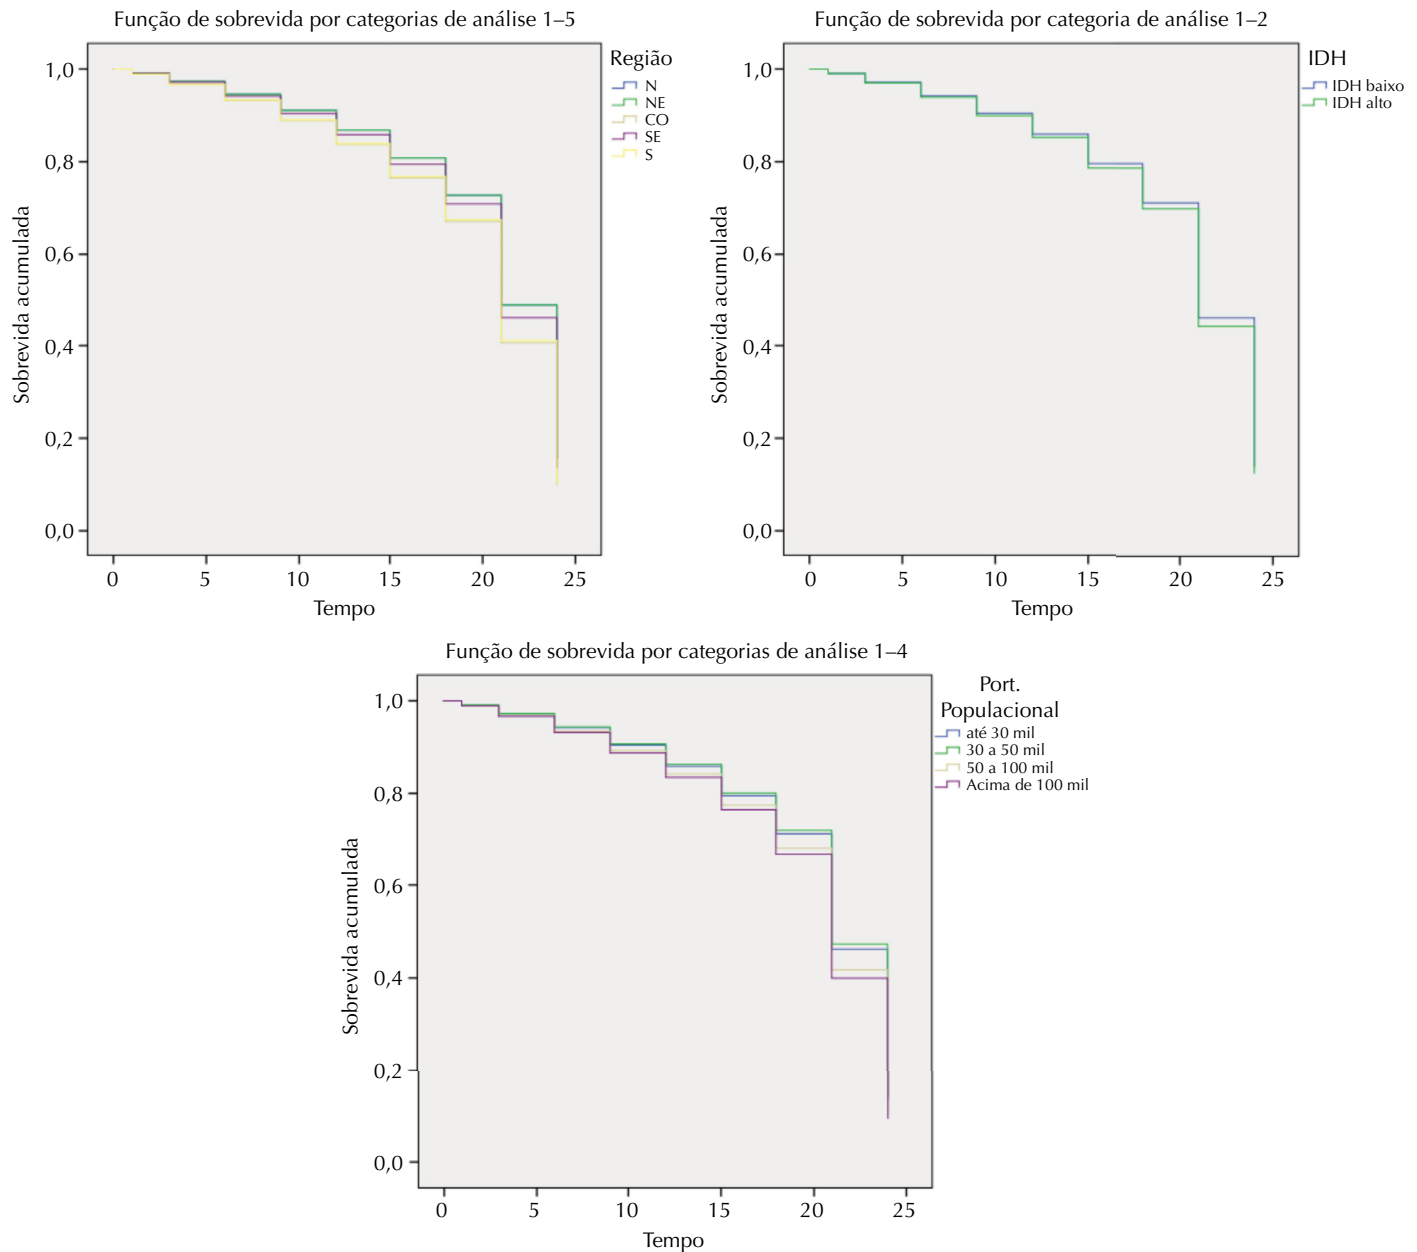 Função de sobrevida por categorias de análise 1–5
Região
N
NE
CO
SE
S
Sobrevida acumulada
1,0
0,8
0,6
0,4
0,2
0,0
0 5 10 15 20 25
Tempo
Função de sobrevida por categoria de análise 1–2
IDH
IDH baixo
IDH alto
Sobrevida acumulada
1,0
0,8
0,6
0,4
0,2
0,0
0 5 10 15 20 25
Tempo
Função de sobrevida por categorias de análise 1–4
Port.
Populacional
até 30 mil
30 a 50 mil
50 a 100 mil
Acima de 100 mil
Sobrevida acumulada
1,0
0,8
0,6
0,4
0,2
0,0
0 5 10 15 20 25
Tempo